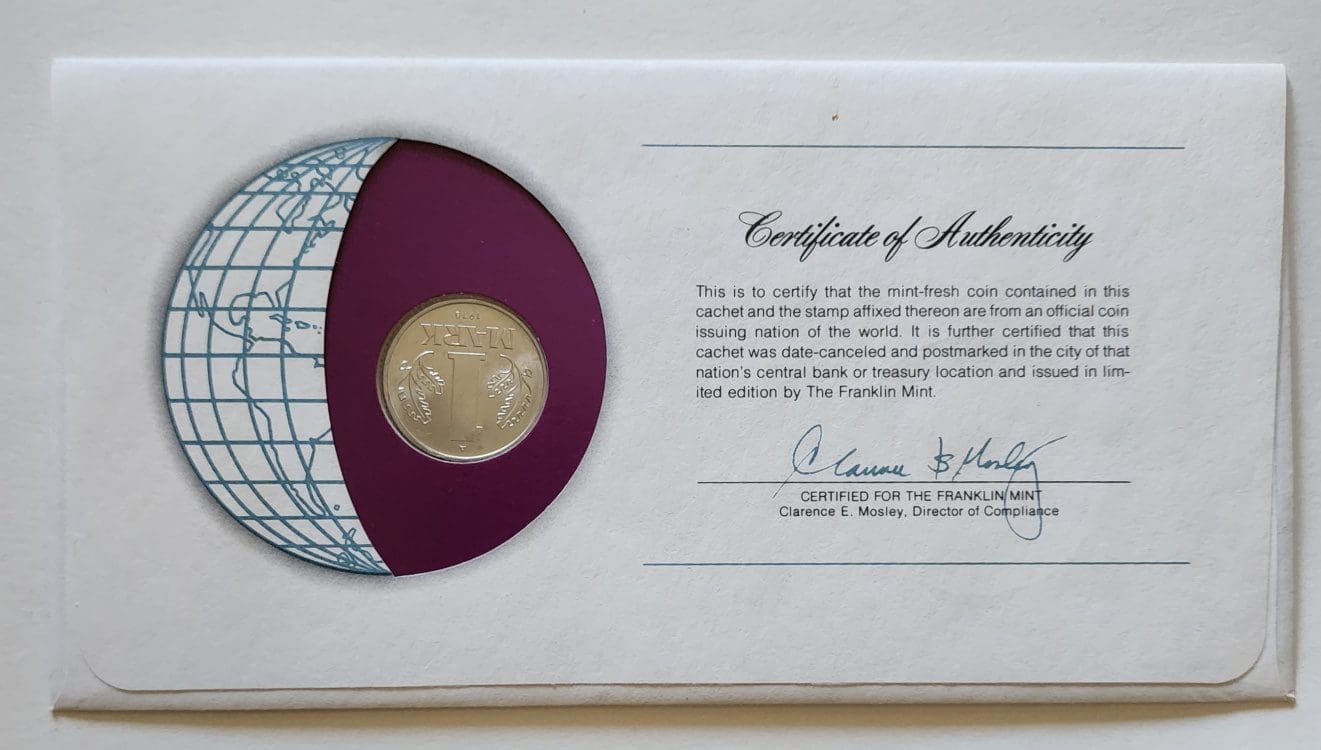 1
MARK
Certificate of Authenticity
This is to certify that the mint-fresh coin contained in this
cachet and the stamp affixed thereon are from an official coin
issuing nation of the world. It is further certified that this
cachet was date-canceled and postmarked in the city of that
nation's central bank or treasury location and issued in lim-
ited edition by The Franklin Mint.
Clarence E Mosley
CERTIFIED FOR THE FRANKLIN MINT
Clarence E. Mosley, Director of Compliance